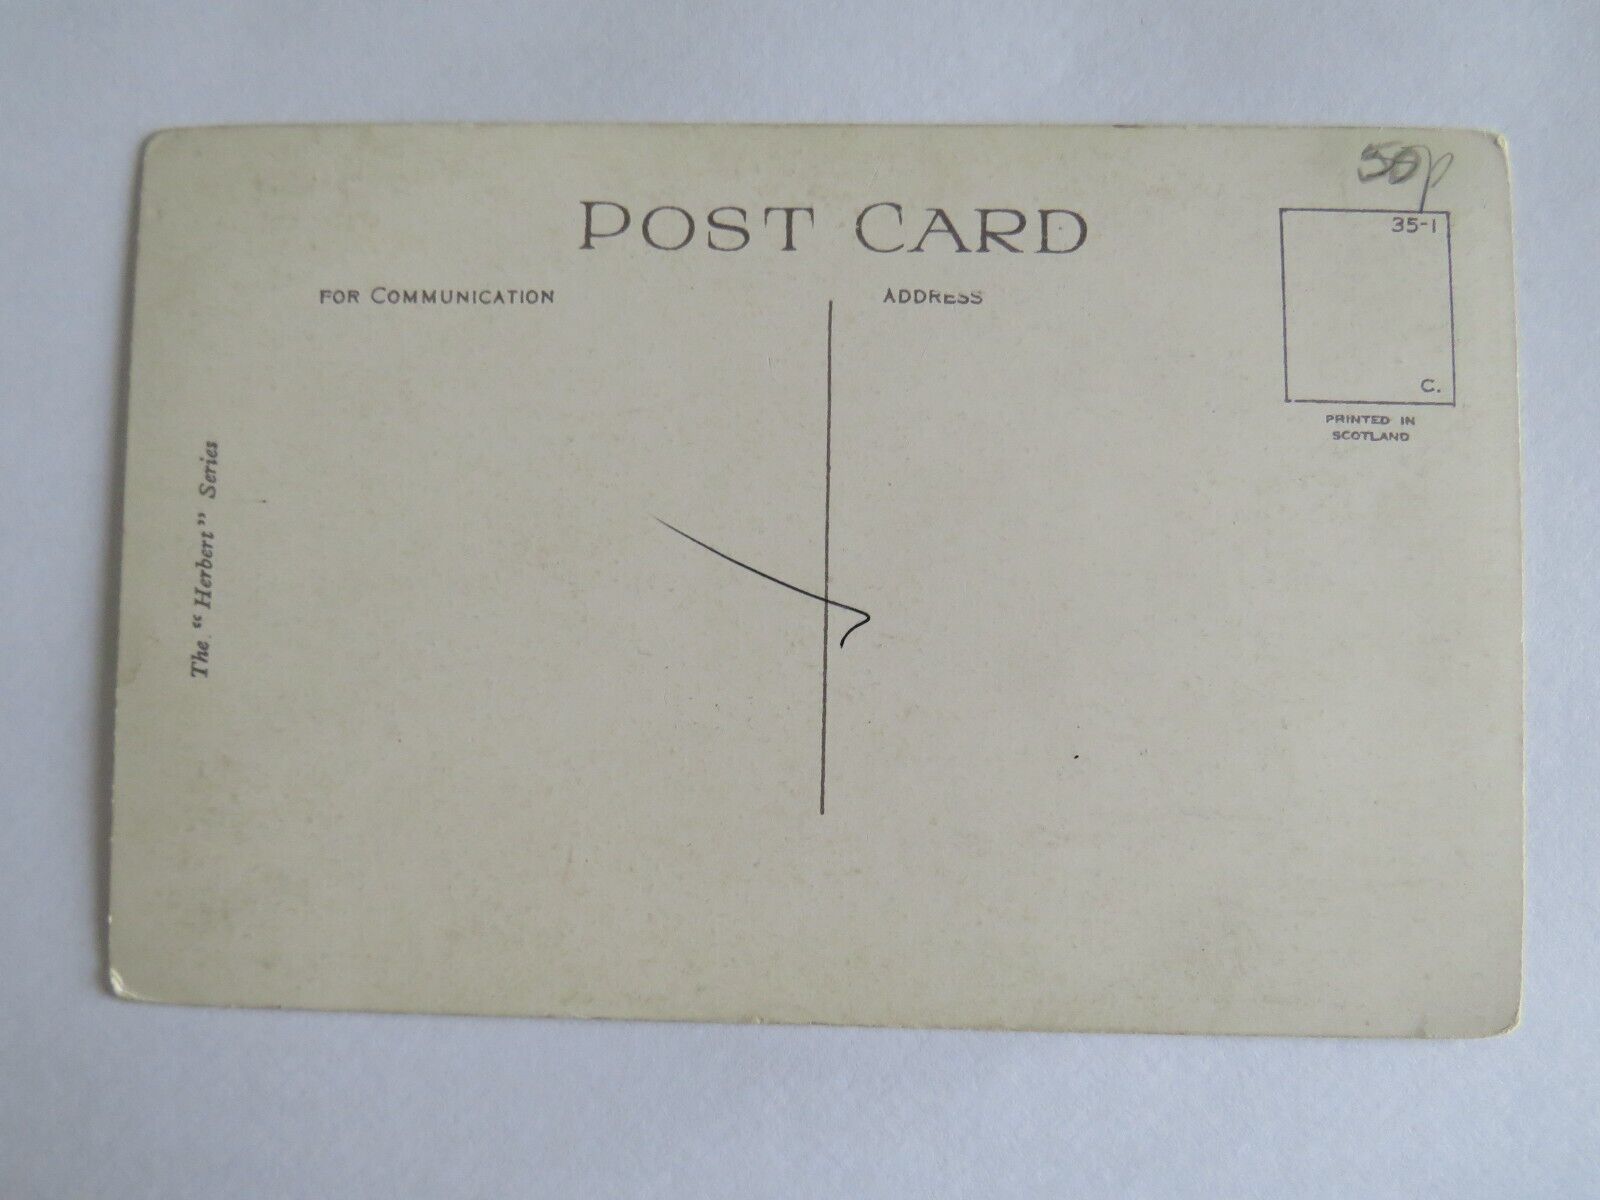 50p
POST CARD
35-1
FOR COMMUNICATION
ADDRESS
C.
PRINTED IN
SCOTLAND
The "Herbert" Series